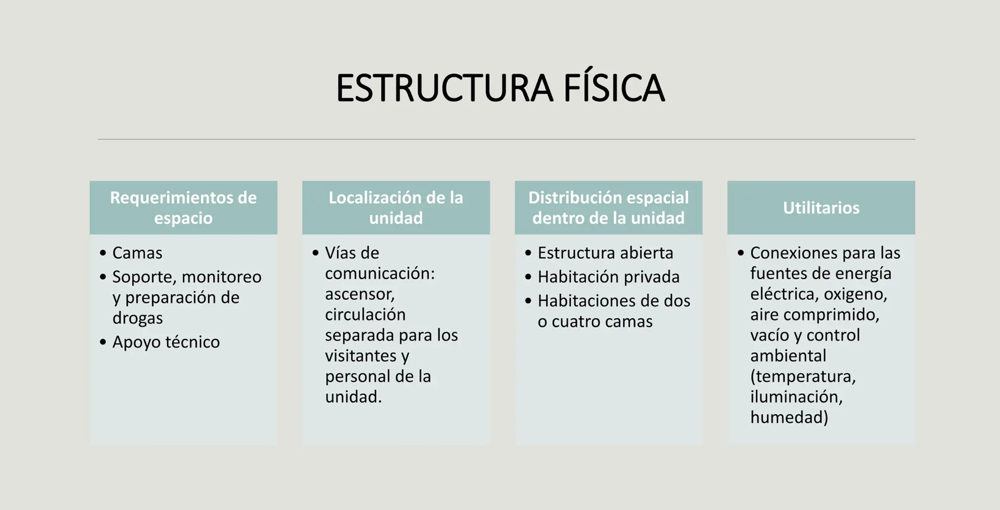 ESTRUCTURA FÍSICA
Requerimientos de
espacio
• Camas
• Soporte, monitoreo
y preparación de
drogas
• Apoyo técnico
Localización de la
unidad
• Vías de
comunicación:
ascensor,
circulación
separada para los
visitantes y
personal de la
unidad.
Distribución espacial
dentro de la unidad
• Estructura abierta
• Habitación privada
• Habitaciones de dos
o cuatro camas
Utilitarios
• Conexiones para las
fuentes de energía
eléctrica, oxigeno,
aire comprimido,
vacío y control
ambiental
(temperatura,
iluminación,
humedad)